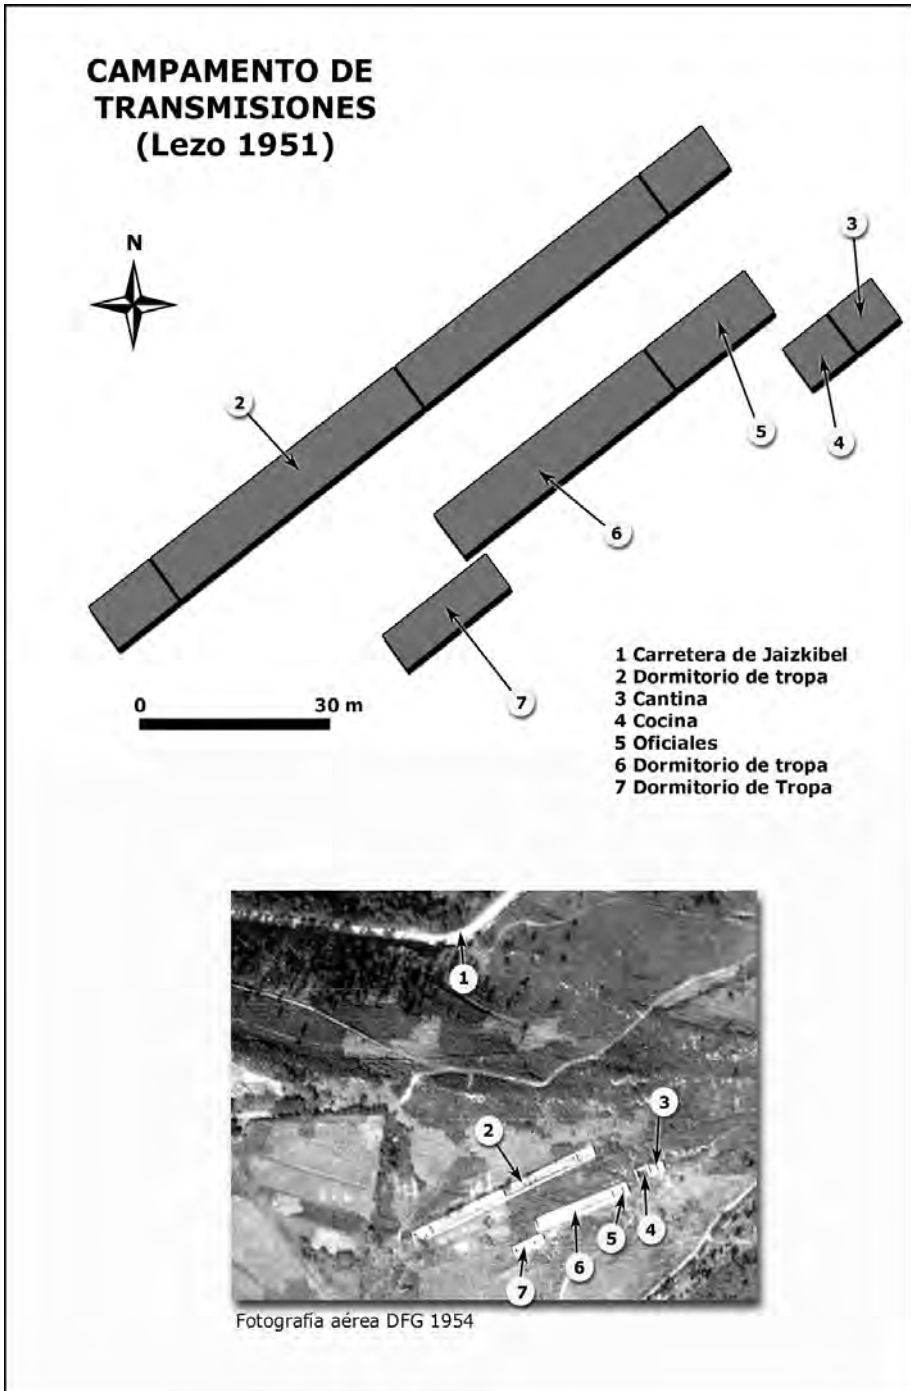 CAMPAMENTO DE
TRANSMISIONES
(Lezo 1951)
N
3
2
5
4
6
7
0 30 m
1 Carretera de Jaizkibel
2 Dormitorio de tropa
3 Cantina
4 Cocina
5 Oficiales
6 Dormitorio de tropa
7 Dormitorio de Tropa
1
3
2
4
5
6
7
Fotografía aérea DFG 1954